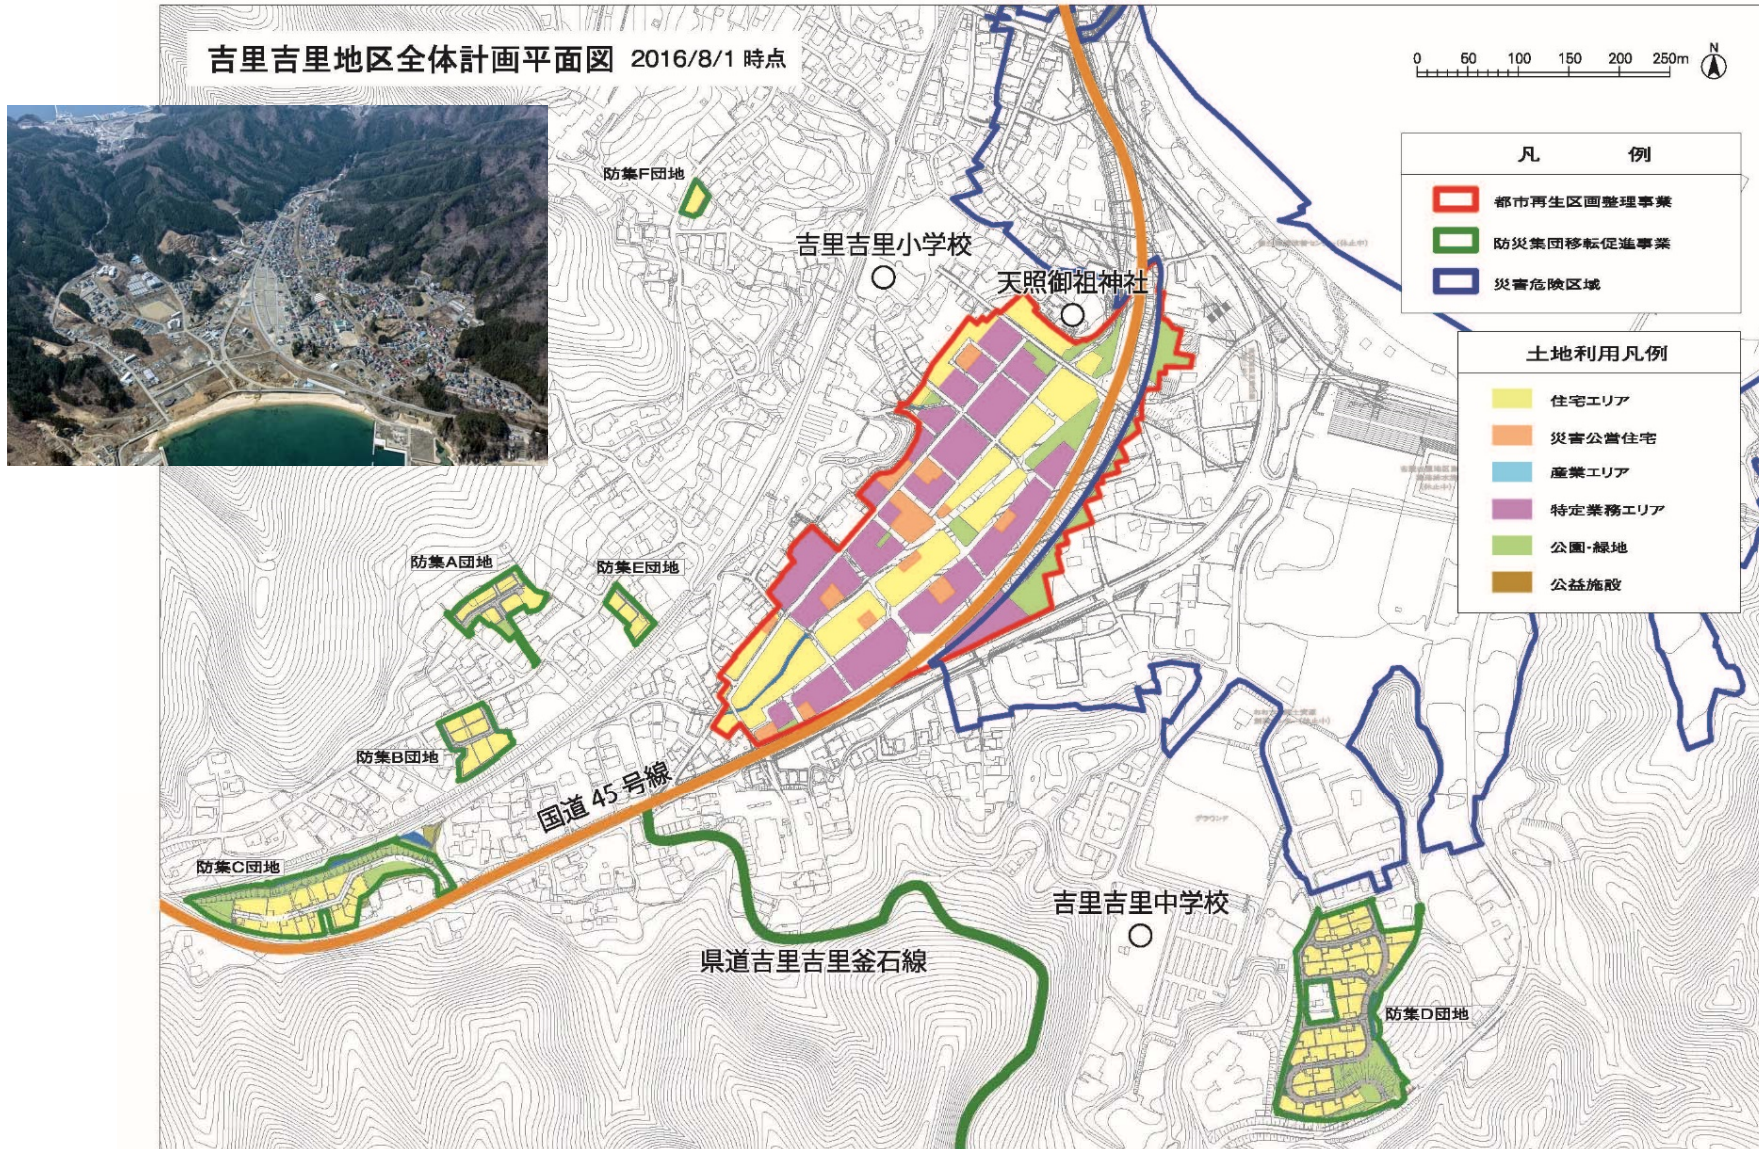 吉里吉里地区全体計画平面図 2016/8/1 時点
0 50 100 150 200 250m
N
凡 例
都市再生区画整理事業
防災集団移転促進事業
災害危険区域
土地利用凡例
住宅エリア
災害公営住宅
産業エリア
特定業務エリア
公園・緑地
公益施設
防集F団地
吉里吉里小学校
天照御祖神社
防集A団地
防集E団地
防集B団地
国道45号線
防集C団地
グラウンド
吉里吉里中学校
県道吉里吉里釜石線
防集D団地